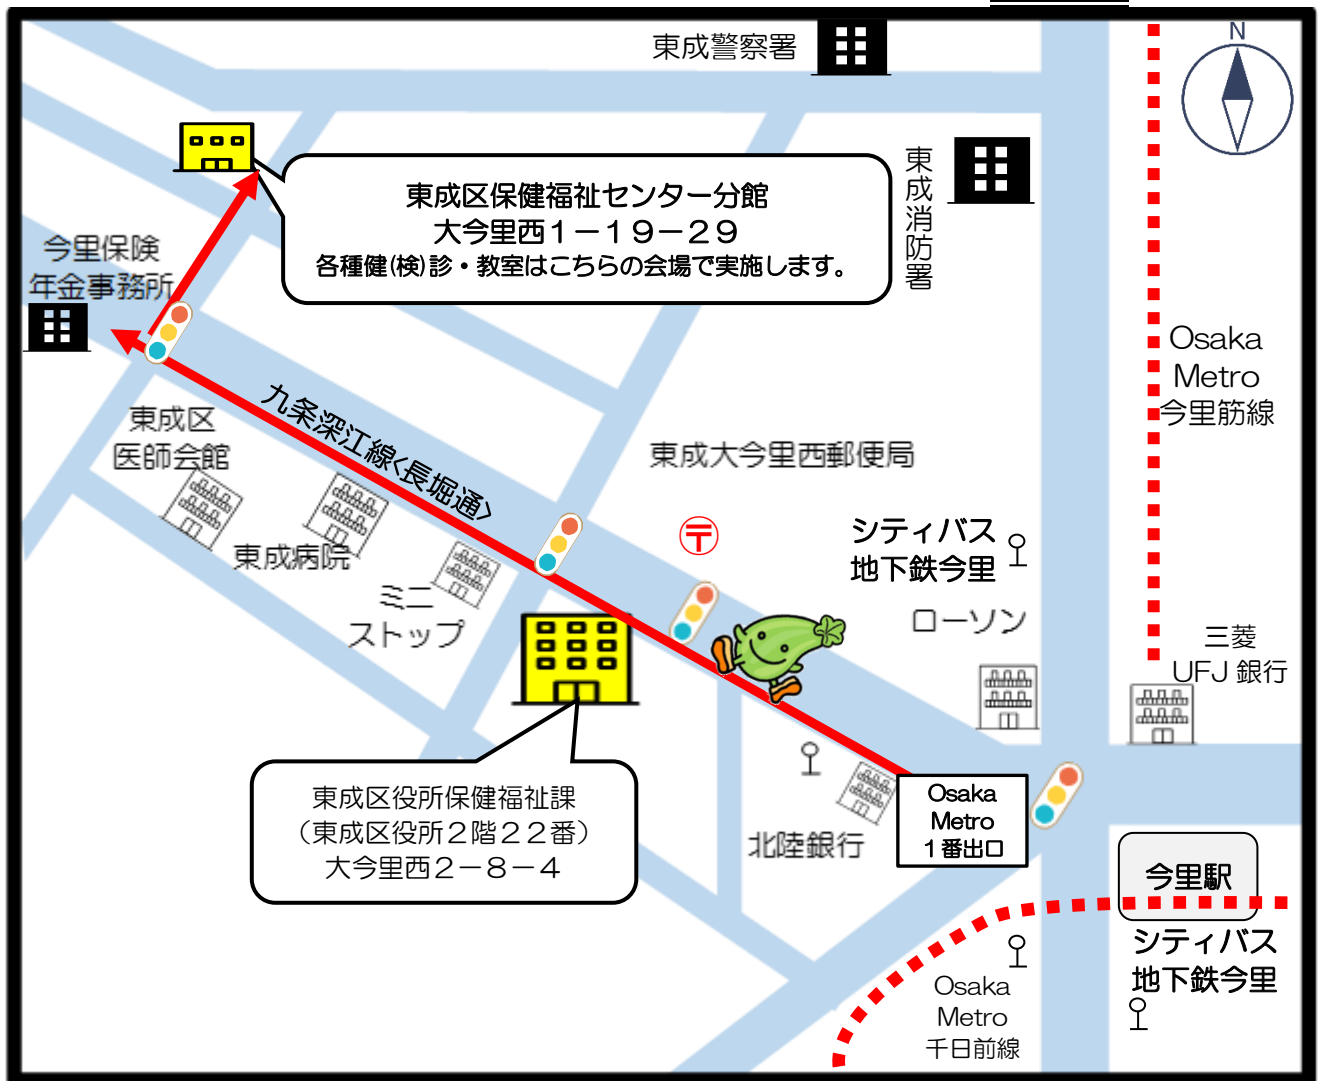 東成警察署
N
東成消防署
東成区保健福祉センター分館
大今里西1－19－29
各種健(検)診・教室はこちらの会場で実施します。
今里保険
年金事務所
Osaka
Metro
今里筋線
九条深江線<長堀通>
東成区
医師会館
東成病院
ミニ
ストップ
東成大今里西郵便局
〒
シティバス
地下鉄今里
ローソン
三菱
UFJ 銀行
東成区役所保健福祉課
（東成区役所２階２２番）
大今里西２－８－４
北陸銀行
Osaka
Metro
１番出口
今里駅
シティバス
地下鉄今里
Osaka
Metro
千日前線